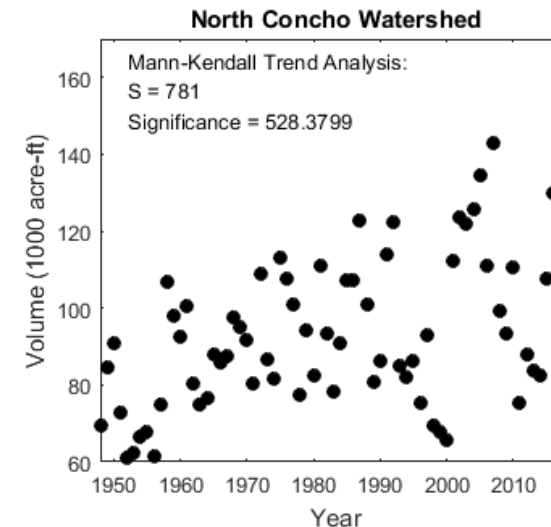 North Concho Watershed
Mann-Kendall Trend Analysis:
S = 781
Significance = 528.3799
Volume (1000 acre-ft)
160
140
120
100
80
60
1950 1960 1970 1980 1990 2000 2010
Year